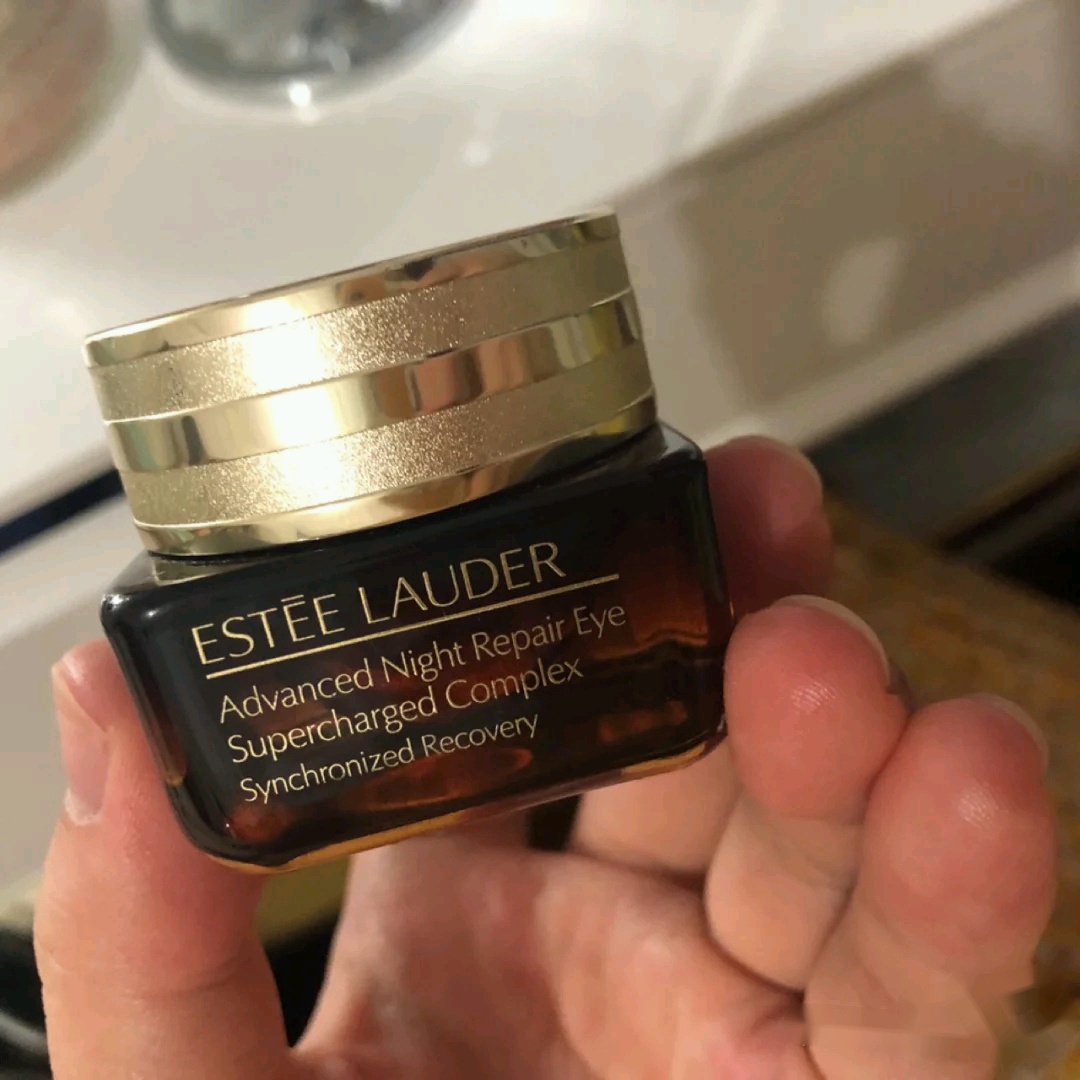 ESTĒE LAUDER
Advanced Night Repair Eye
Supercharged Complex
Synchronized Recovery